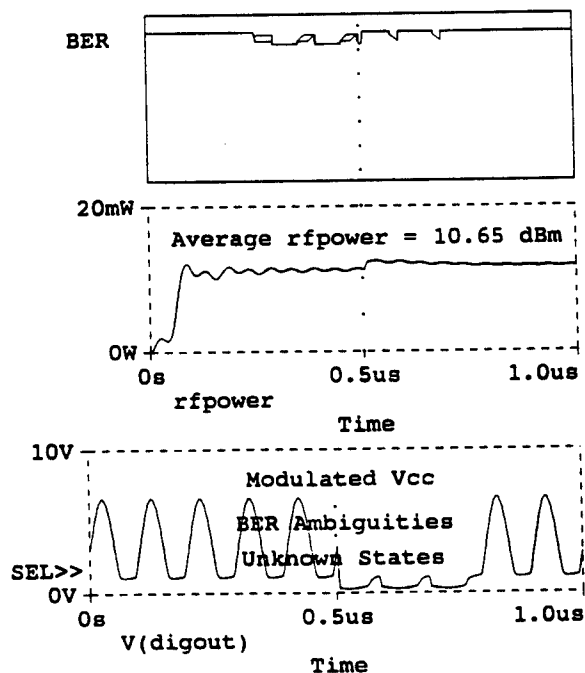 BER
20mW
Average rfpower = 10.65 dBm
0W
0s 0.5us 1.0us
rfpower
Time
10V
Modulated Vcc
BER Ambiguities
Unknown States
SEL>>
0V
0s 0.5us 1.0us
V(digout)
Time